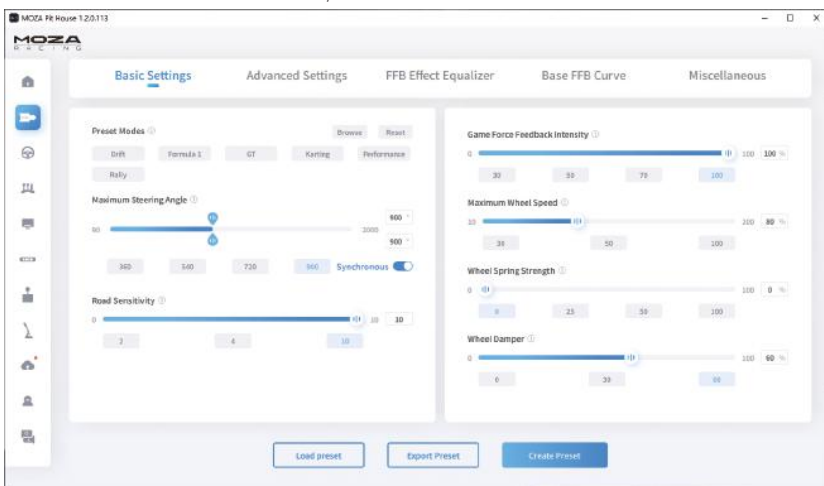 MOZA Pit House 1.2.0.113
MOZA
RACING
Basic Settings Advanced Settings FFB Effect Equalizer Base FFB Curve Miscellaneous
Preset Modes Browse Reset
Drift Formula 1 GT Karting Performance
Rally
Maximum Steering Angle
900 °
90 2000
900 °
360 540 720 900 Synchronous
Road Sensitivity
0 10 10
2 4 10
Game Force Feedback Intensity
0 100 100 %
30 50 70 100
Maximum Wheel Speed
10 200 80 %
30 50 100
Wheel Spring Strength
0 100 0 %
0 25 50 100
Wheel Damper
0 100 60 %
0 30 60
Load preset Export Preset Create Preset